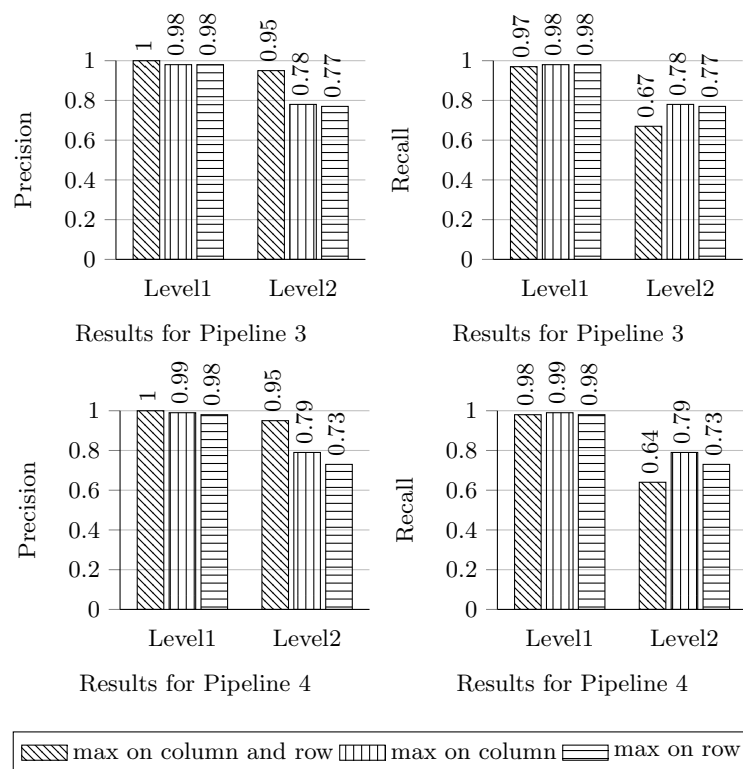 1 0.98 0.98 0.95 0.78 0.77
Precision
1
0.8
0.6
0.4
0.2
0
Level1 Level2
Results for Pipeline 3
0.97 0.98 0.98 0.67 0.78 0.77
Recall
1
0.8
0.6
0.4
0.2
0
Level1 Level2
Results for Pipeline 3
1 0.99 0.98 0.95 0.79 0.73
Precision
1
0.8
0.6
0.4
0.2
0
Level1 Level2
Results for Pipeline 4
0.98 0.99 0.98 0.64 0.79 0.73
Recall
1
0.8
0.6
0.4
0.2
0
Level1 Level2
Results for Pipeline 4
max on column and row max on column max on row